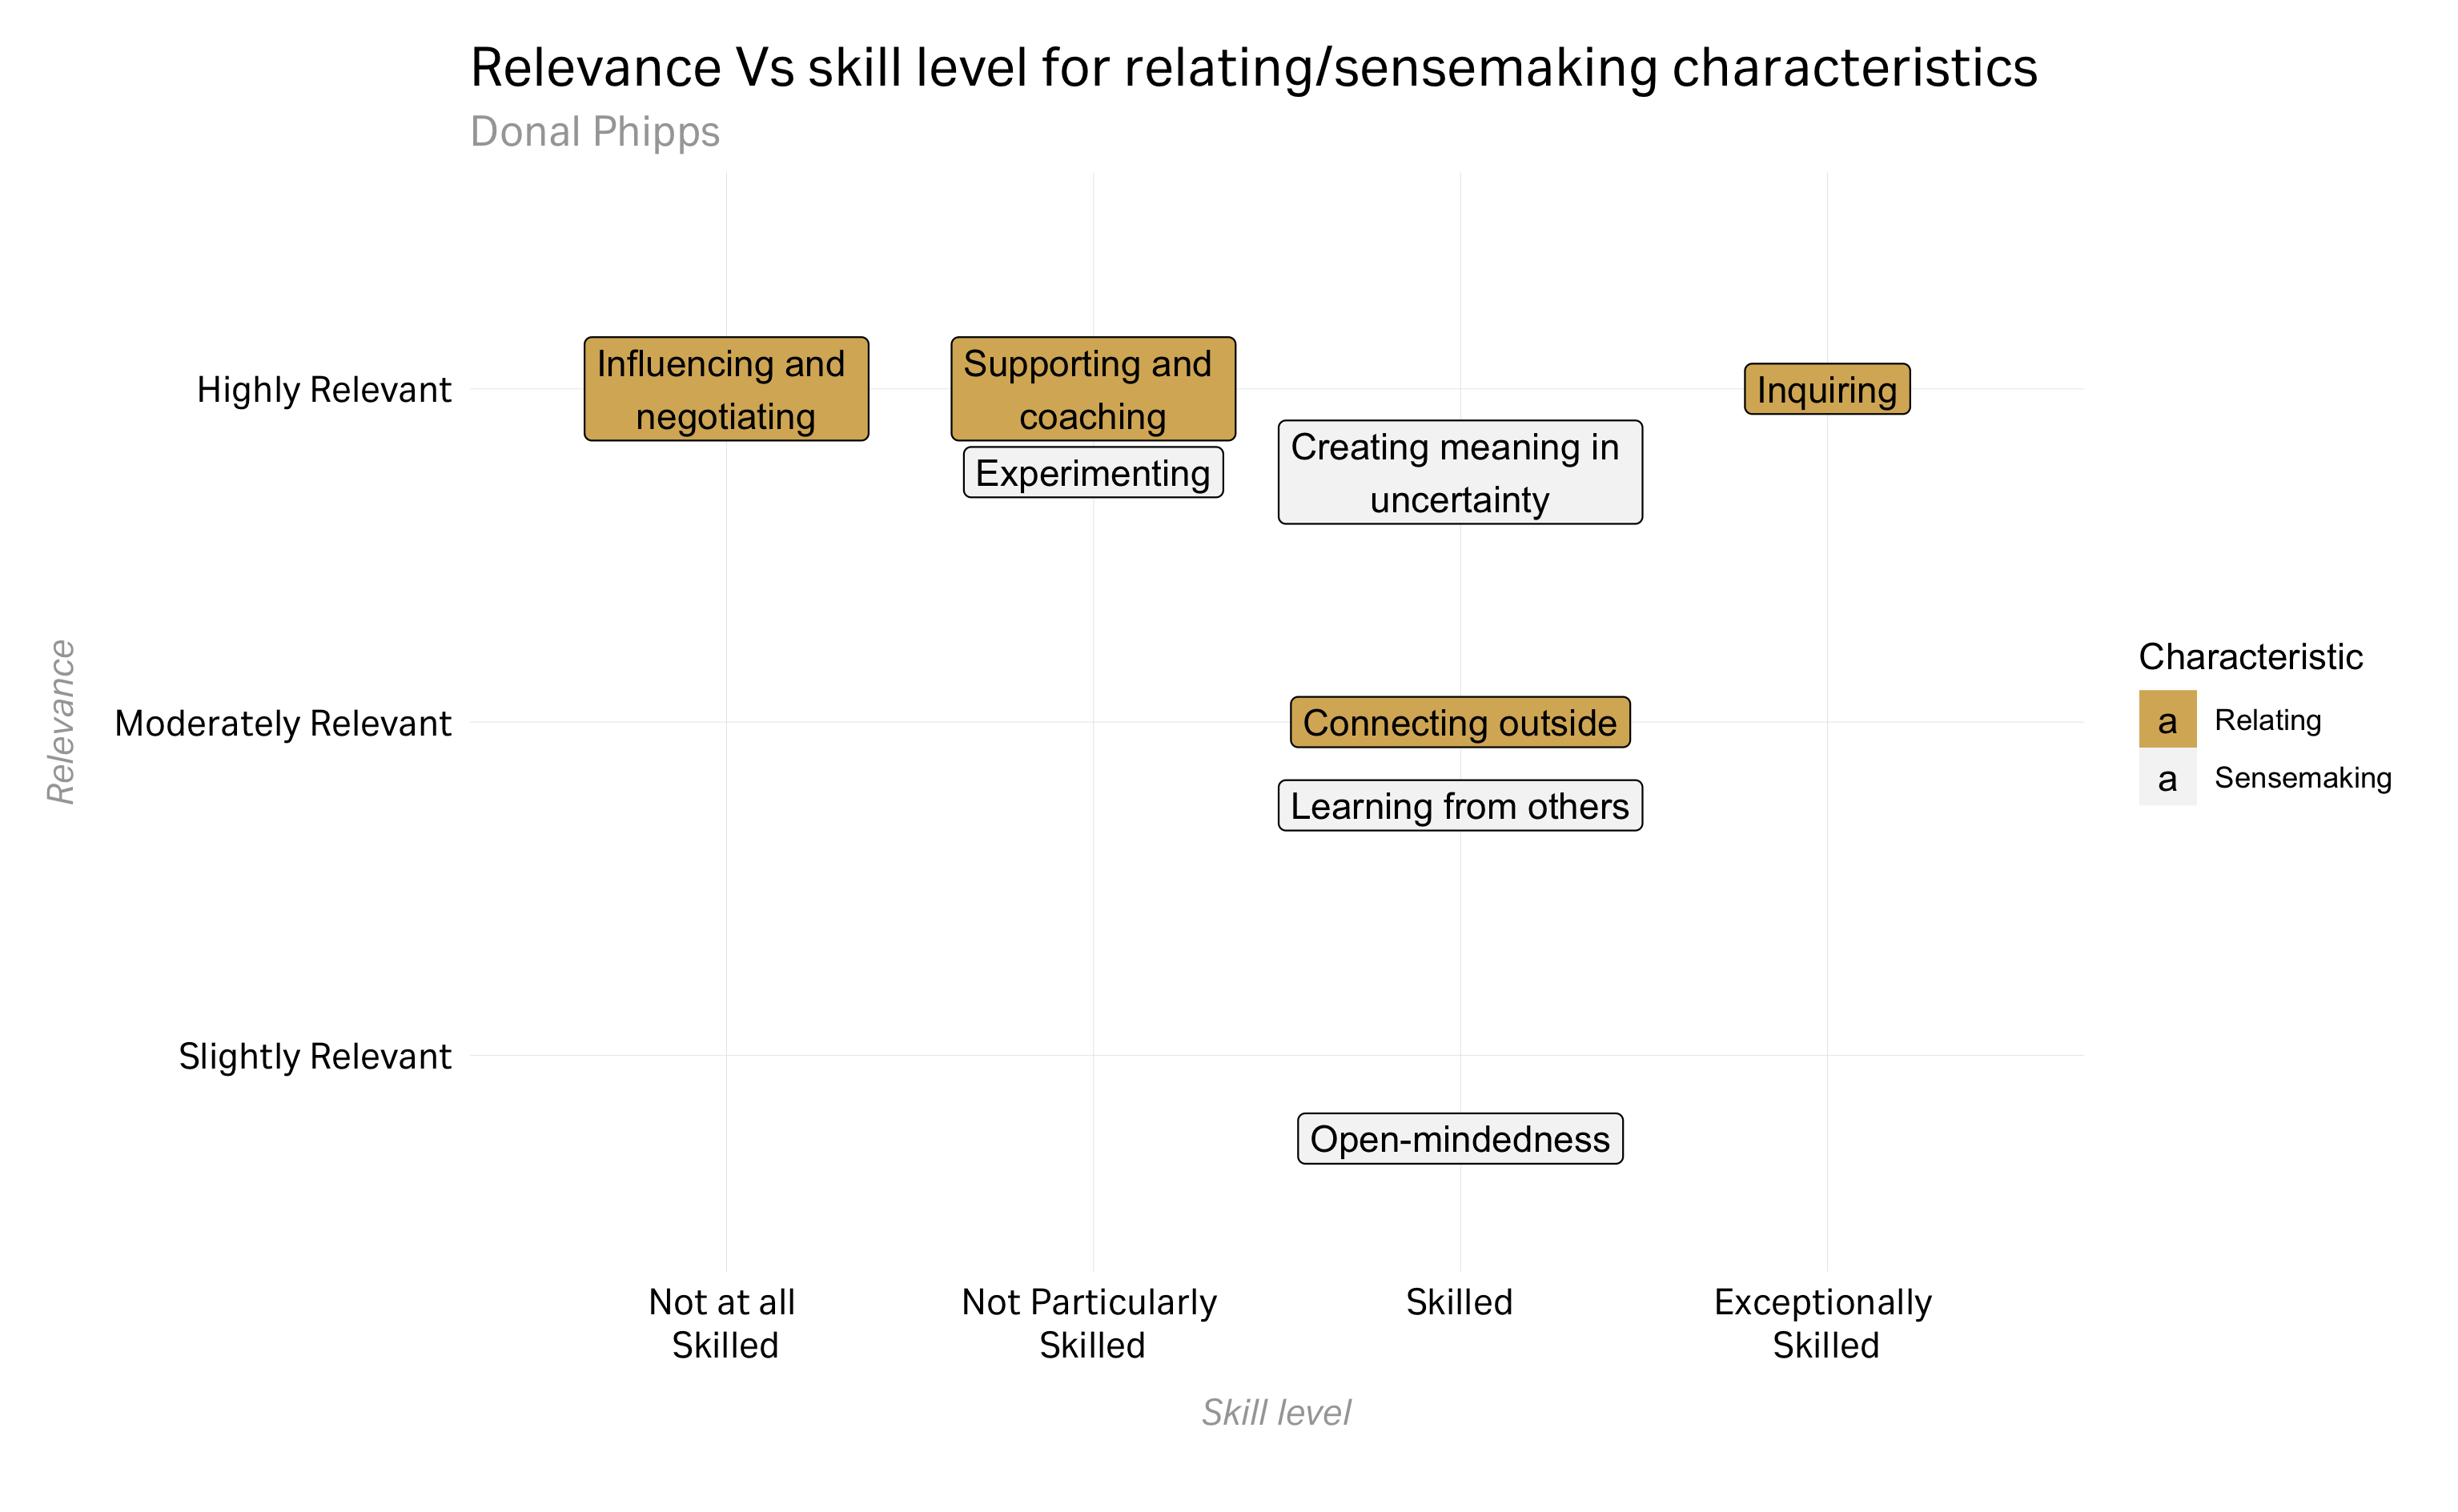 Relevance Vs skill level for relating/sensemaking characteristics
Donal Phipps
Highly Relevant
Influencing and
negotiating
Supporting and
coaching
Inquiring
Experimenting
Creating meaning in
uncertainty
Relevance
Moderately Relevant
Connecting outside
Learning from others
Characteristic
a Relating
a Sensemaking
Slightly Relevant
Open-mindedness
Not at all
Skilled
Not Particularly
Skilled
Skilled
Exceptionally
Skilled
Skill level